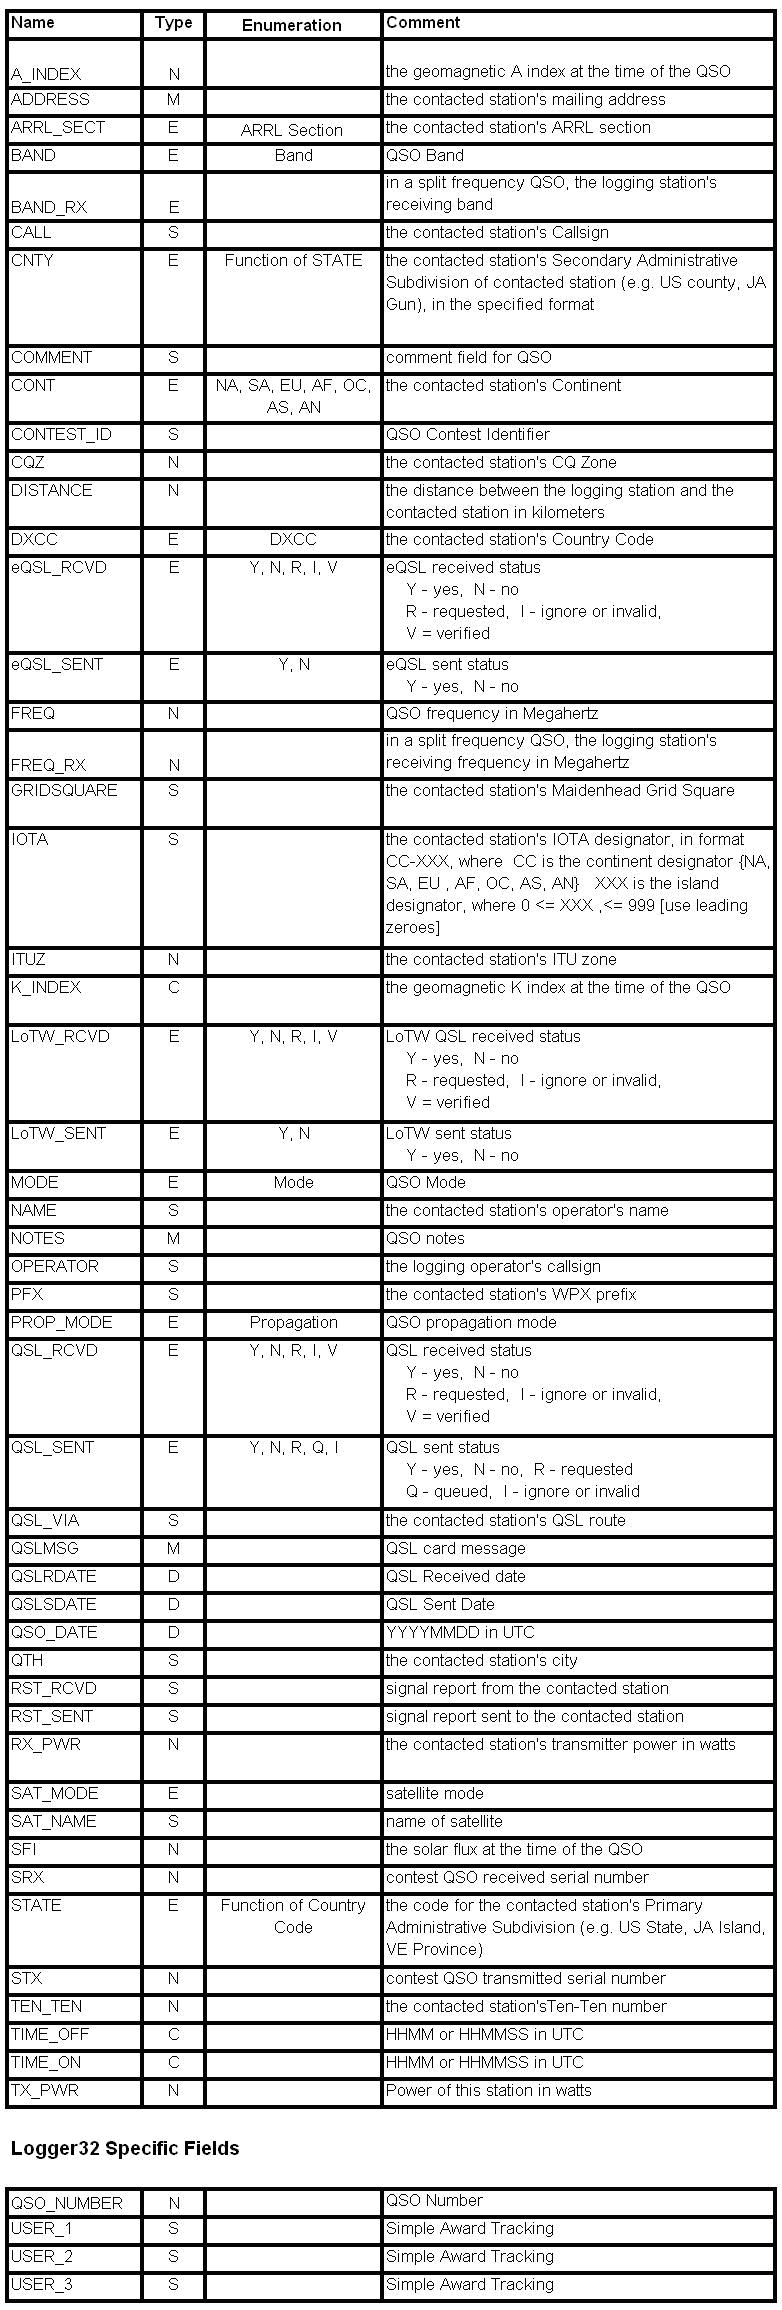 Name Type Enumeration Comment
A_INDEX N the geomagnetic A index at the time of the QSO
ADDRESS M the contacted station's mailing address
ARRL_SECT E ARRL Section the contacted station's ARRL section
BAND E Band QSO Band
BAND_RX E in a split frequency QSO, the logging station's
receiving band
CALL S the contacted station's Callsign
CNTY E Function of STATE the contacted station's Secondary Administrative
Subdivision of contacted station (e.g. US county, JA
Gun), in the specified format
COMMENT S comment field for QSO
CONT E NA, SA, EU, AF, OC, the contacted station's Continent
AS, AN
CONTEST_ID S QSO Contest Identifier
CQZ N the contacted station's CQ Zone
DISTANCE N the distance between the logging station and the
contacted station in kilometers
DXCC E DXCC the contacted station's Country Code
eQSL_RCVD E Y, N, R, I, V eQSL received status
Y - yes, N - no
R - requested, I - ignore or invalid,
V = verified
eQSL_SENT E Y, N eQSL sent status
Y - yes, N - no
FREQ N QSO frequency in Megahertz
FREQ_RX N in a split frequency QSO, the logging station's
receiving frequency in Megahertz
GRIDSQUARE S the contacted station's Maidenhead Grid Square
IOTA S the contacted station's IOTA designator, in format
CC-XXX, where CC is the continent designator {NA,
SA, EU , AF, OC, AS, AN} XXX is the island
designator, where 0 <= XXX ,<= 999 [use leading
zeroes]
ITUZ N the contacted station's ITU zone
K_INDEX C the geomagnetic K index at the time of the QSO
LoTW_RCVD E Y, N, R, I, V LoTW QSL received status
Y - yes, N - no
R - requested, I - ignore or invalid,
V = verified
LoTW_SENT E Y, N LoTW sent status
Y - yes, N - no
MODE E Mode QSO Mode
NAME S the contacted station's operator's name
NOTES M QSO notes
OPERATOR S the logging operator's callsign
PFX S the contacted station's WPX prefix
PROP_MODE E Propagation QSO propagation mode
QSL_RCVD E Y, N, R, I, V QSL received status
Y - yes, N - no
R - requested, I - ignore or invalid,
V = verified
QSL_SENT E Y, N, R, Q, I QSL sent status
Y - yes, N - no, R - requested
Q - queued, I - ignore or invalid
QSL_VIA S the contacted station's QSL route
QSLMSG M QSL card message
QSLRDATE D QSL Received date
QSLSDATE D QSL Sent Date
QSO_DATE D YYYYMMDD in UTC
QTH S the contacted station's city
RST_RCVD S signal report from the contacted station
RST_SENT S signal report sent to the contacted station
RX_PWR N the contacted station's transmitter power in watts
SAT_MODE E satellite mode
SAT_NAME S name of satellite
SFI N the solar flux at the time of the QSO
SRX N contest QSO received serial number
STATE E Function of Country the code for the contacted station's Primary
Code Administrative Subdivision (e.g. US State, JA Island,
VE Province)
STX N contest QSO transmitted serial number
TEN_TEN N the contacted station'sTen-Ten number
TIME_OFF C HHMM or HHMMSS in UTC
TIME_ON C HHMM or HHMMSS in UTC
TX_PWR N Power of this station in watts
Logger32 Specific Fields
QSO_NUMBER N QSO Number
USER_1 S Simple Award Tracking
USER_2 S Simple Award Tracking
USER_3 S Simple Award Tracking